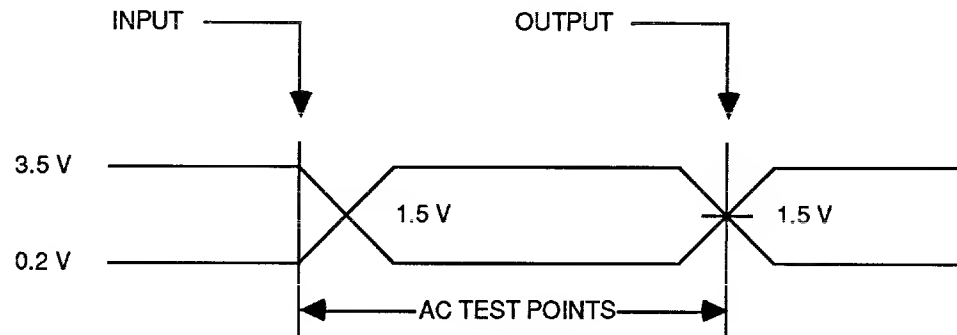 INPUT
OUTPUT
3.5 V
1.5 V
1.5 V
0.2 V
AC TEST POINTS